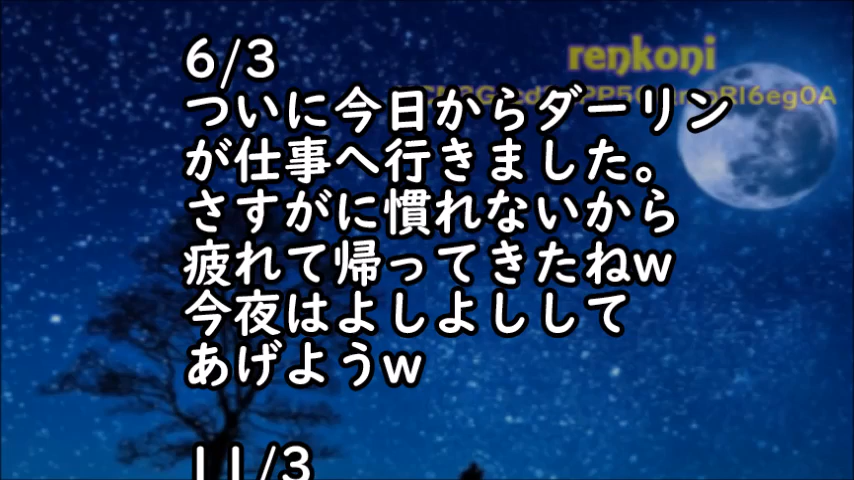 renkoni
6/3
ついに今日からダーリン
が仕事へ行きました。
さすがに慣れないから
疲れて帰ってきたねw
今夜はよしよしして
あげようw
11/3